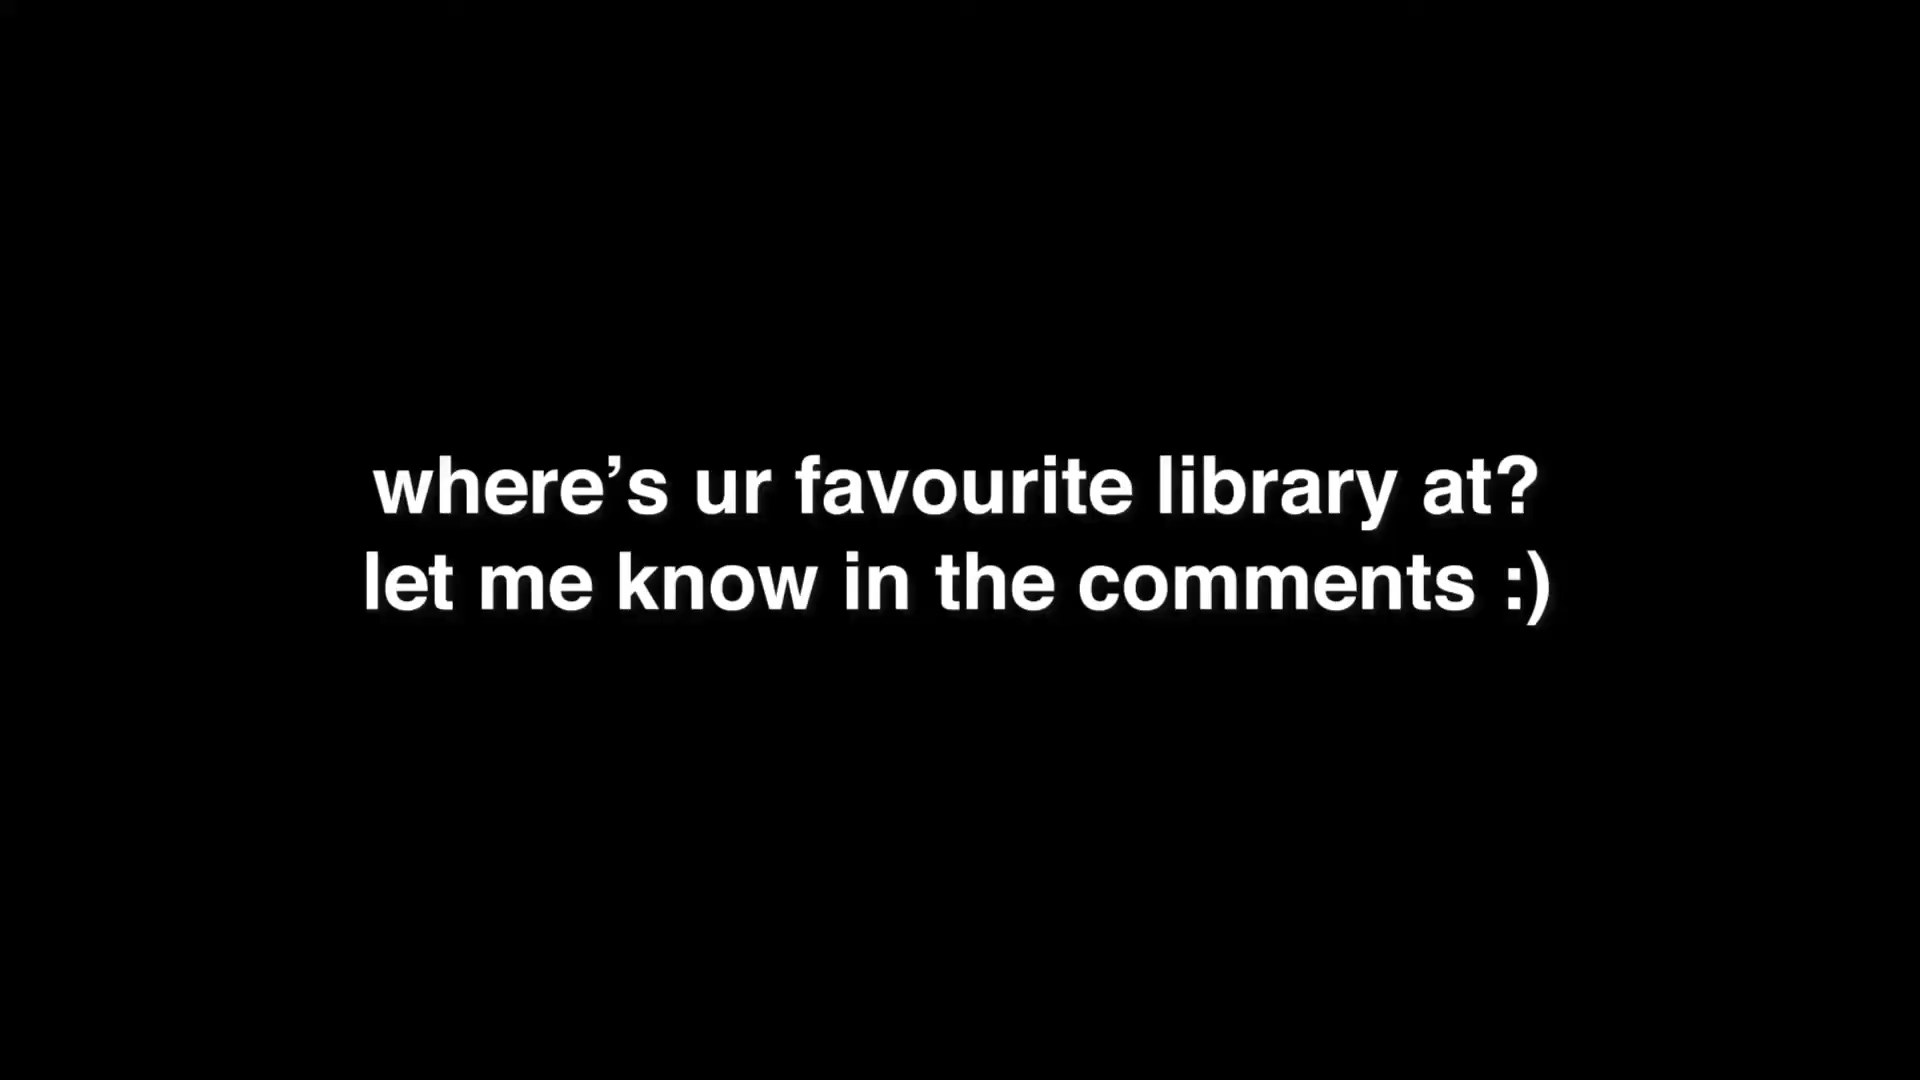 where’s ur favourite library at?
let me know in the comments :)